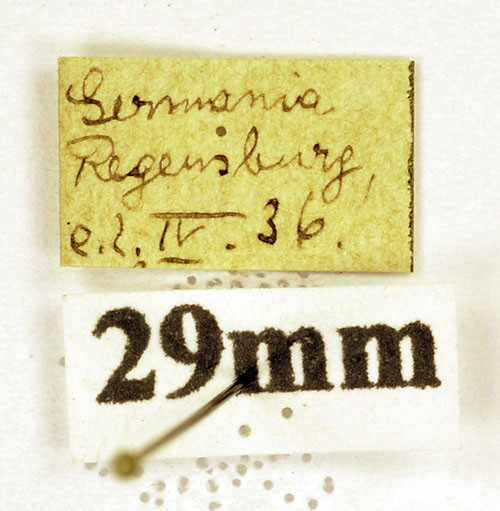 Germania
Regensburg,
e.l. IV. 36.
29mm